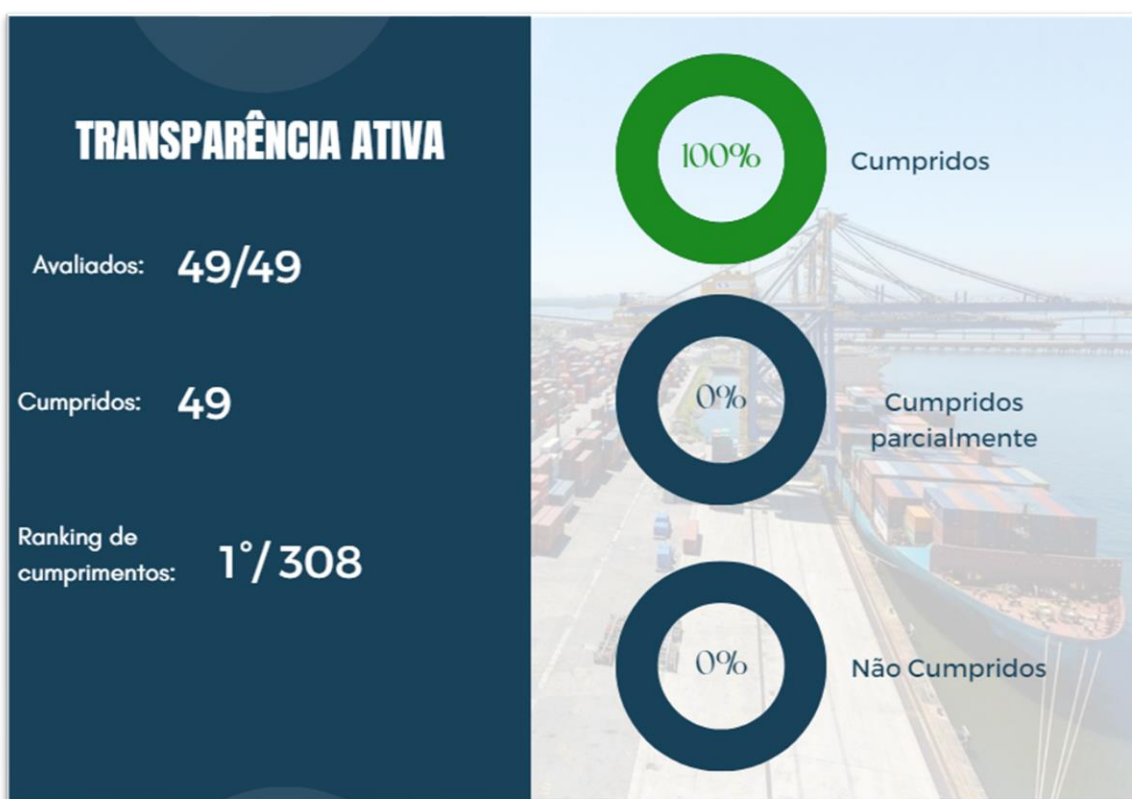 TRANSPARÊNCIA ATIVA
Avaliados: 49/49
Cumpridos: 49
Ranking de
cumprimentos: 1°/308
100% Cumpridos
0% Cumpridos
parcialmente
0% Não Cumpridos